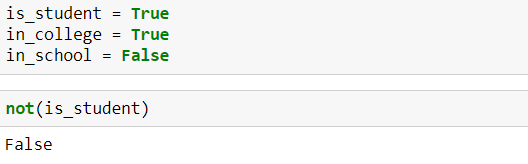 is_student = True
in_college = True
in_school = False
not(is_student)
False